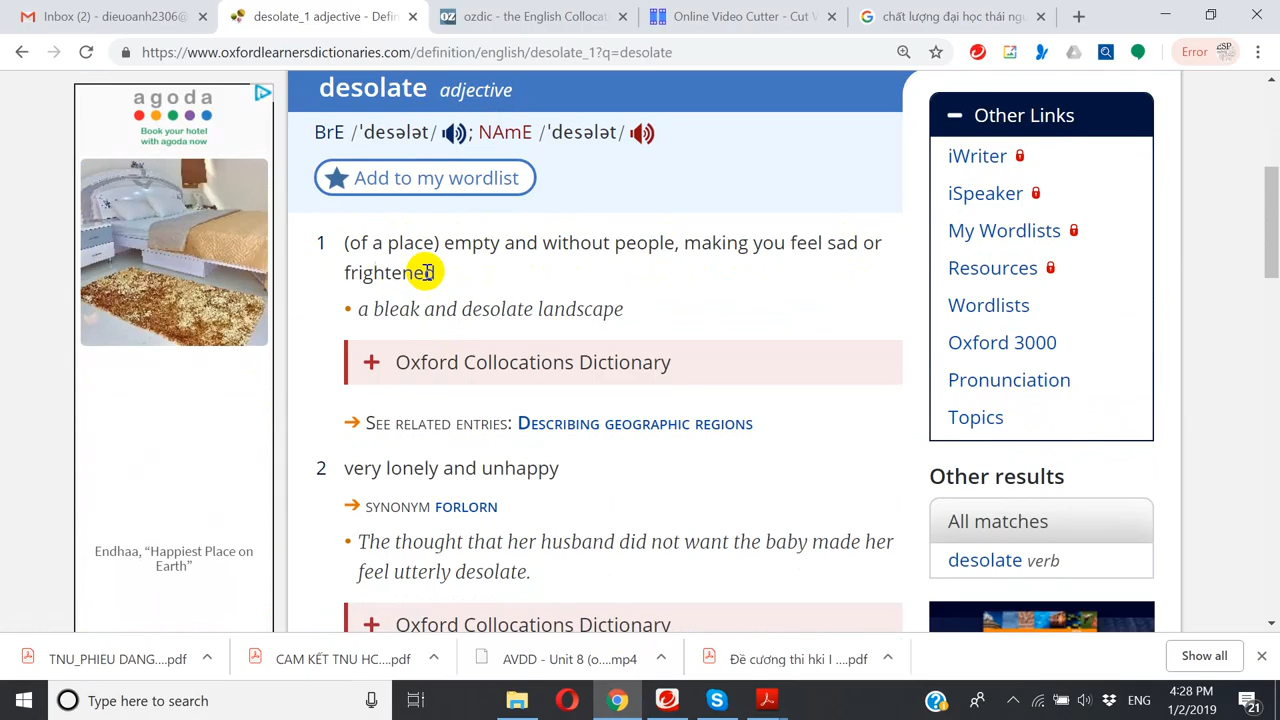 Inbox (2) - dieuoanh2306@
desolate_1 adjective - Defin
ozdic - the English Collocat
Online Video Cutter - Cut V
chất lượng đại học thái ngu
https://www.oxfordlearnersdictionaries.com/definition/english/desolate_1?q=desolate
Error
agoda
Book your hotel
with agoda now
Endhaa, “Happiest Place on
Earth”
desolate adjective
BrE /ˈdesələt/ ; NAmE /ˈdesələt/
Add to my wordlist
1 (of a place) empty and without people, making you feel sad or
frightened
• a bleak and desolate landscape
+ Oxford Collocations Dictionary
→ SEE RELATED ENTRIES: DESCRIBING GEOGRAPHIC REGIONS
2 very lonely and unhappy
→ SYNONYM FORLORN
• The thought that her husband did not want the baby made her
feel utterly desolate.
+ Oxford Collocations Dictionary
Other Links
iWriter
iSpeaker
My Wordlists
Resources
Wordlists
Oxford 3000
Pronunciation
Topics
Other results
All matches
desolate verb
TNU_PHIEU DANG....pdf
CAM KẾT TNU HC....pdf
AVDD - Unit 8 (o....mp4
Đề cương thi hki I ....pdf
Show all
Type here to search
ENG
4:28 PM
1/2/2019
21